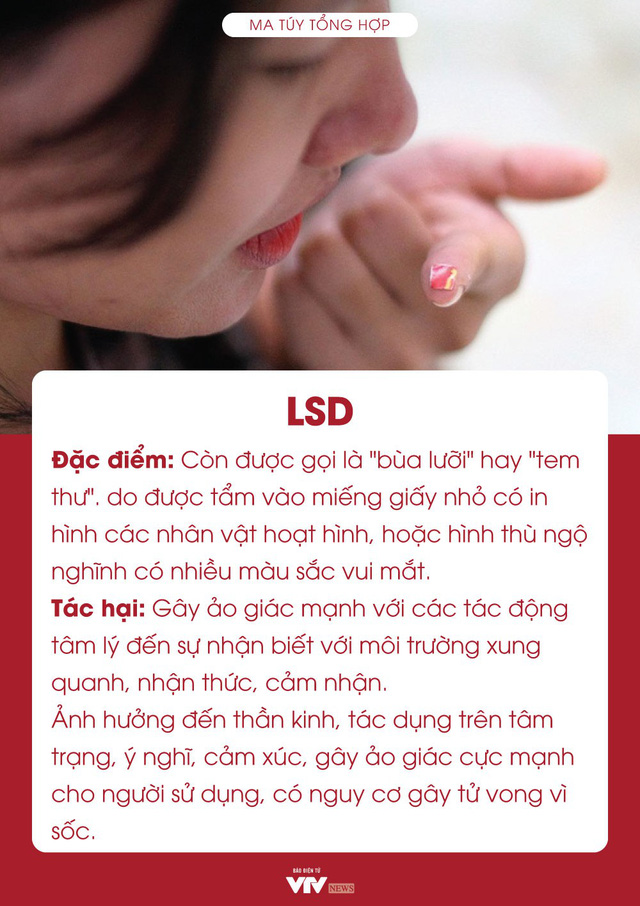 MA TÚY TỔNG HỢP
LSD
Đặc điểm: Còn được gọi là "bùa lưỡi" hay "tem
thư". do được tẩm vào miếng giấy nhỏ có in
hình các nhân vật hoạt hình, hoặc hình thù ngộ
nghĩnh có nhiều màu sắc vui mắt.
Tác hại: Gây ảo giác mạnh với các tác động
tâm lý đến sự nhận biết với môi trường xung
quanh, nhận thức, cảm nhận.
Ảnh hưởng đến thần kinh, tác dụng trên tâm
trạng, ý nghĩ, cảm xúc, gây ảo giác cực mạnh
cho người sử dụng, có nguy cơ gây tử vong vì
sốc.
BÁO ĐIỆN TỬ
VTV NEWS